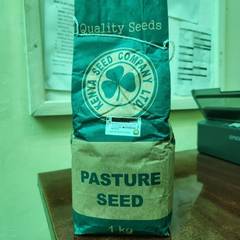 Quality Seeds
KENYA SEED COMPANY LTD.
PASTURE
SEED
1 kg